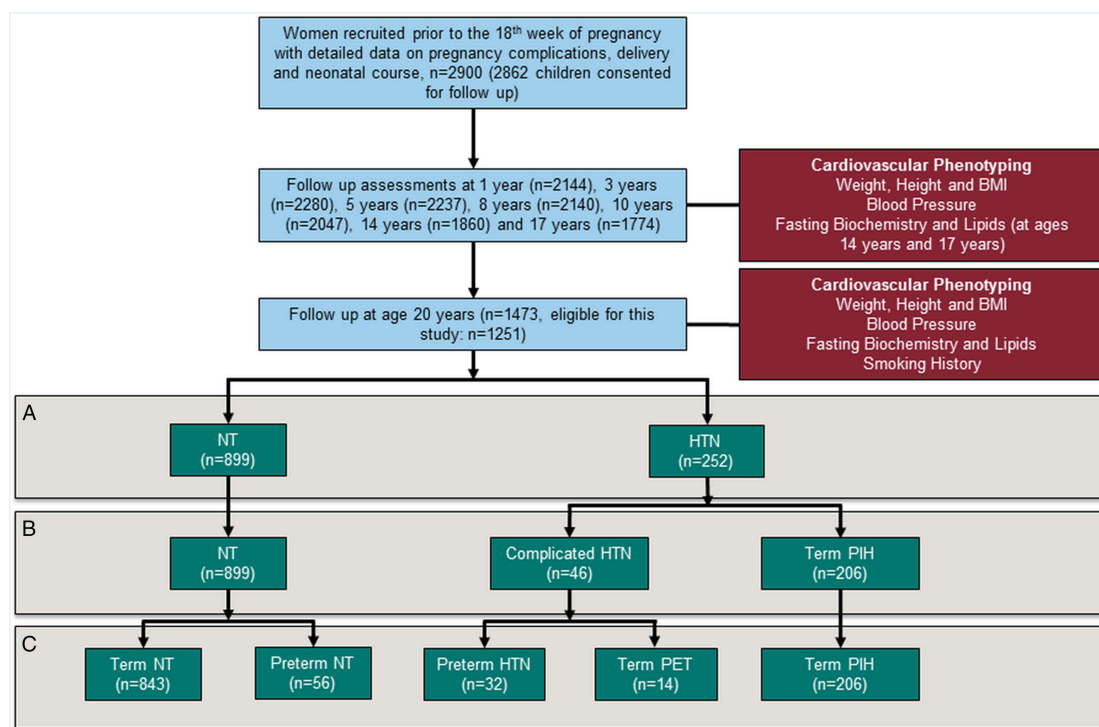 Women recruited prior to the 18th week of pregnancy
with detailed data on pregnancy complications, delivery
and neonatal course, n=2900 (2862 children consented
for follow up)
Follow up assessments at 1 year (n=2144), 3 years
(n=2280), 5 years (n=2237), 8 years (n=2140), 10 years
(n=2047), 14 years (n=1860) and 17 years (n=1774)
Cardiovascular Phenotyping
Weight, Height and BMI
Blood Pressure
Fasting Biochemistry and Lipids (at ages
14 years and 17 years)
Follow up at age 20 years (n=1473, eligible for this
study: n=1251)
Cardiovascular Phenotyping
Weight, Height and BMI
Blood Pressure
Fasting Biochemistry and Lipids
Smoking History
A
NT
(n=899)
HTN
(n=252)
B
NT
(n=899)
Complicated HTN
(n=46)
Term PIH
(n=206)
C
Term NT
(n=843)
Preterm NT
(n=56)
Preterm HTN
(n=32)
Term PET
(n=14)
Term PIH
(n=206)